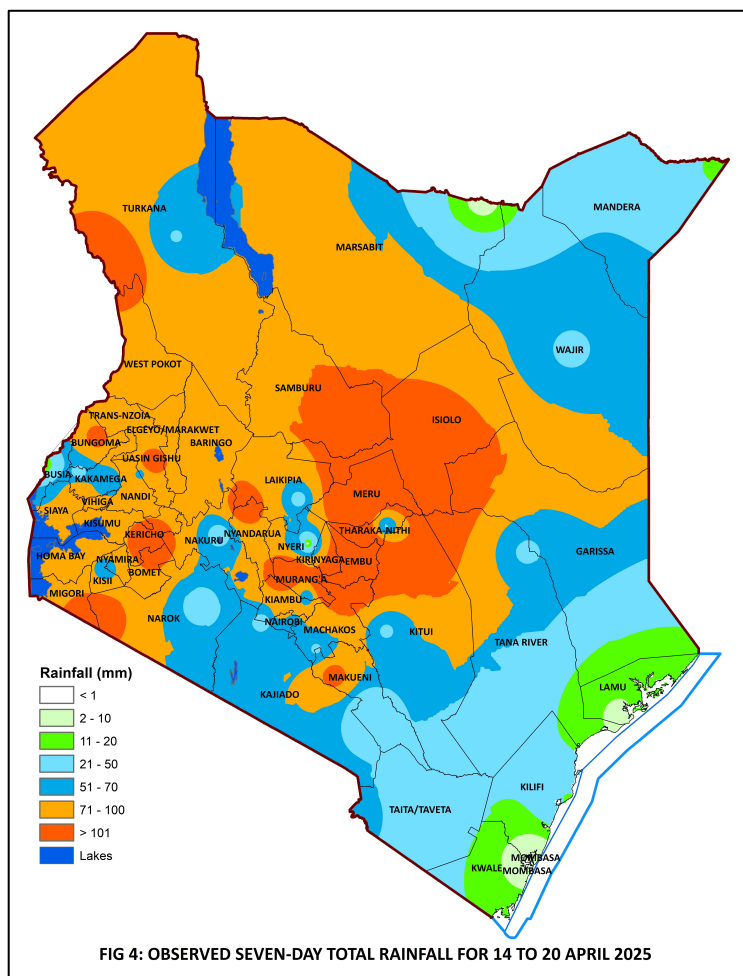 TURKANA
MANDERA
MARSABIT
WAJIR
WEST POKOT
SAMBURU
ISIOLO
TRANS-NZOIA
ELGEYO/MARAKWET
BUNGOMA
BARINGO
UASIN GISHU
BUSIA
KAKAMEGA
LAIKIPIA
MERU
NANDI
VIHIGA
SIAYA
KISUMU
THARAKA-NITHI
KERICHO
NYANDARUA
NAKURU
NYERI
GARISSA
HOMA BAY
NYAMIRA
KIRINYAGA
EMBU
BOMET
KISII
MURANG'A
MIGORI
KIAMBU
NAROK
NAIROBI
MACHAKOS
KITUI
TANA RIVER
MAKUENI
LAMU
KAJIADO
KILIFI
TAITA/TAVETA
MOMBASA
KWALE
MOMBASA
Rainfall (mm)
< 1
2 - 10
11 - 20
21 - 50
51 - 70
71 - 100
> 101
Lakes
FIG 4: OBSERVED SEVEN-DAY TOTAL RAINFALL FOR 14 TO 20 APRIL 2025